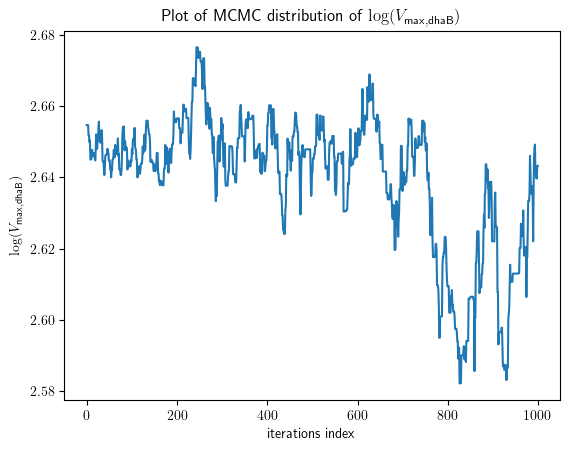 Plot of MCMC distribution of log(V_max,dhaB)
2.68
2.66
2.64
2.62
2.60
2.58
log(V_max,dhaB)
0 200 400 600 800 1000
iterations index